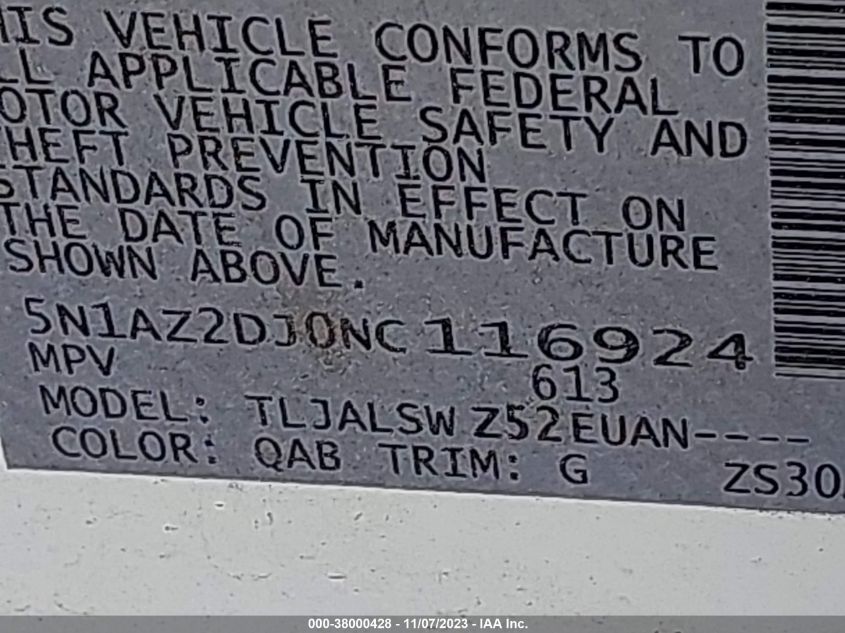 HIS VEHICLE CONFORMS TO
LL APPLICABLE FEDERAL
OTOR VEHICLE SAFETY AND
HEFT PREVENTION
STANDARDS IN EFFECT ON
THE DATE OF MANUFACTURE
SHOWN ABOVE.
5N1AZ2DJ0NC116924
MPV 613
MODEL: TLJALSW Z52EUAN----
COLOR: QAB TRIM: G ZS30
000-38000428 - 11/07/2023 - IAA Inc.